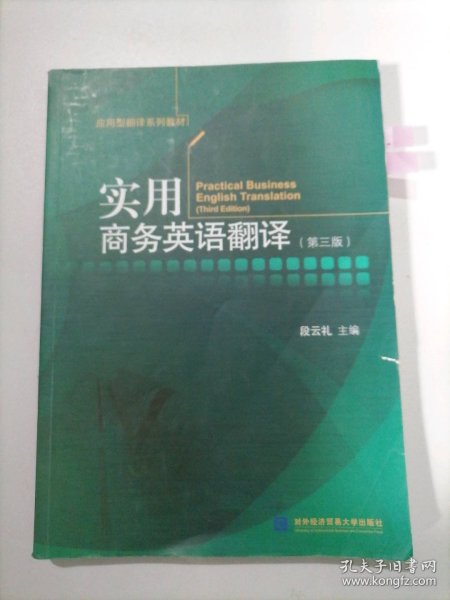 应用型翻译系列教材
实用
Practical Business
English Translation
(Third Edition)
商务英语翻译（第三版）
段云礼 主编
对外经济贸易大学出版社
孔夫子旧书网
www.kongfz.com